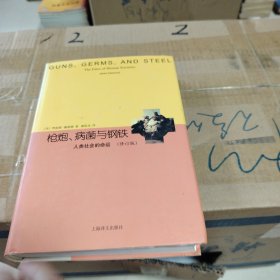 GUNS, GERMS, AND STEEL
The Fates of Human Societies
枪炮、病菌与钢铁
人类社会的命运 (修订版)
上海译文出版社